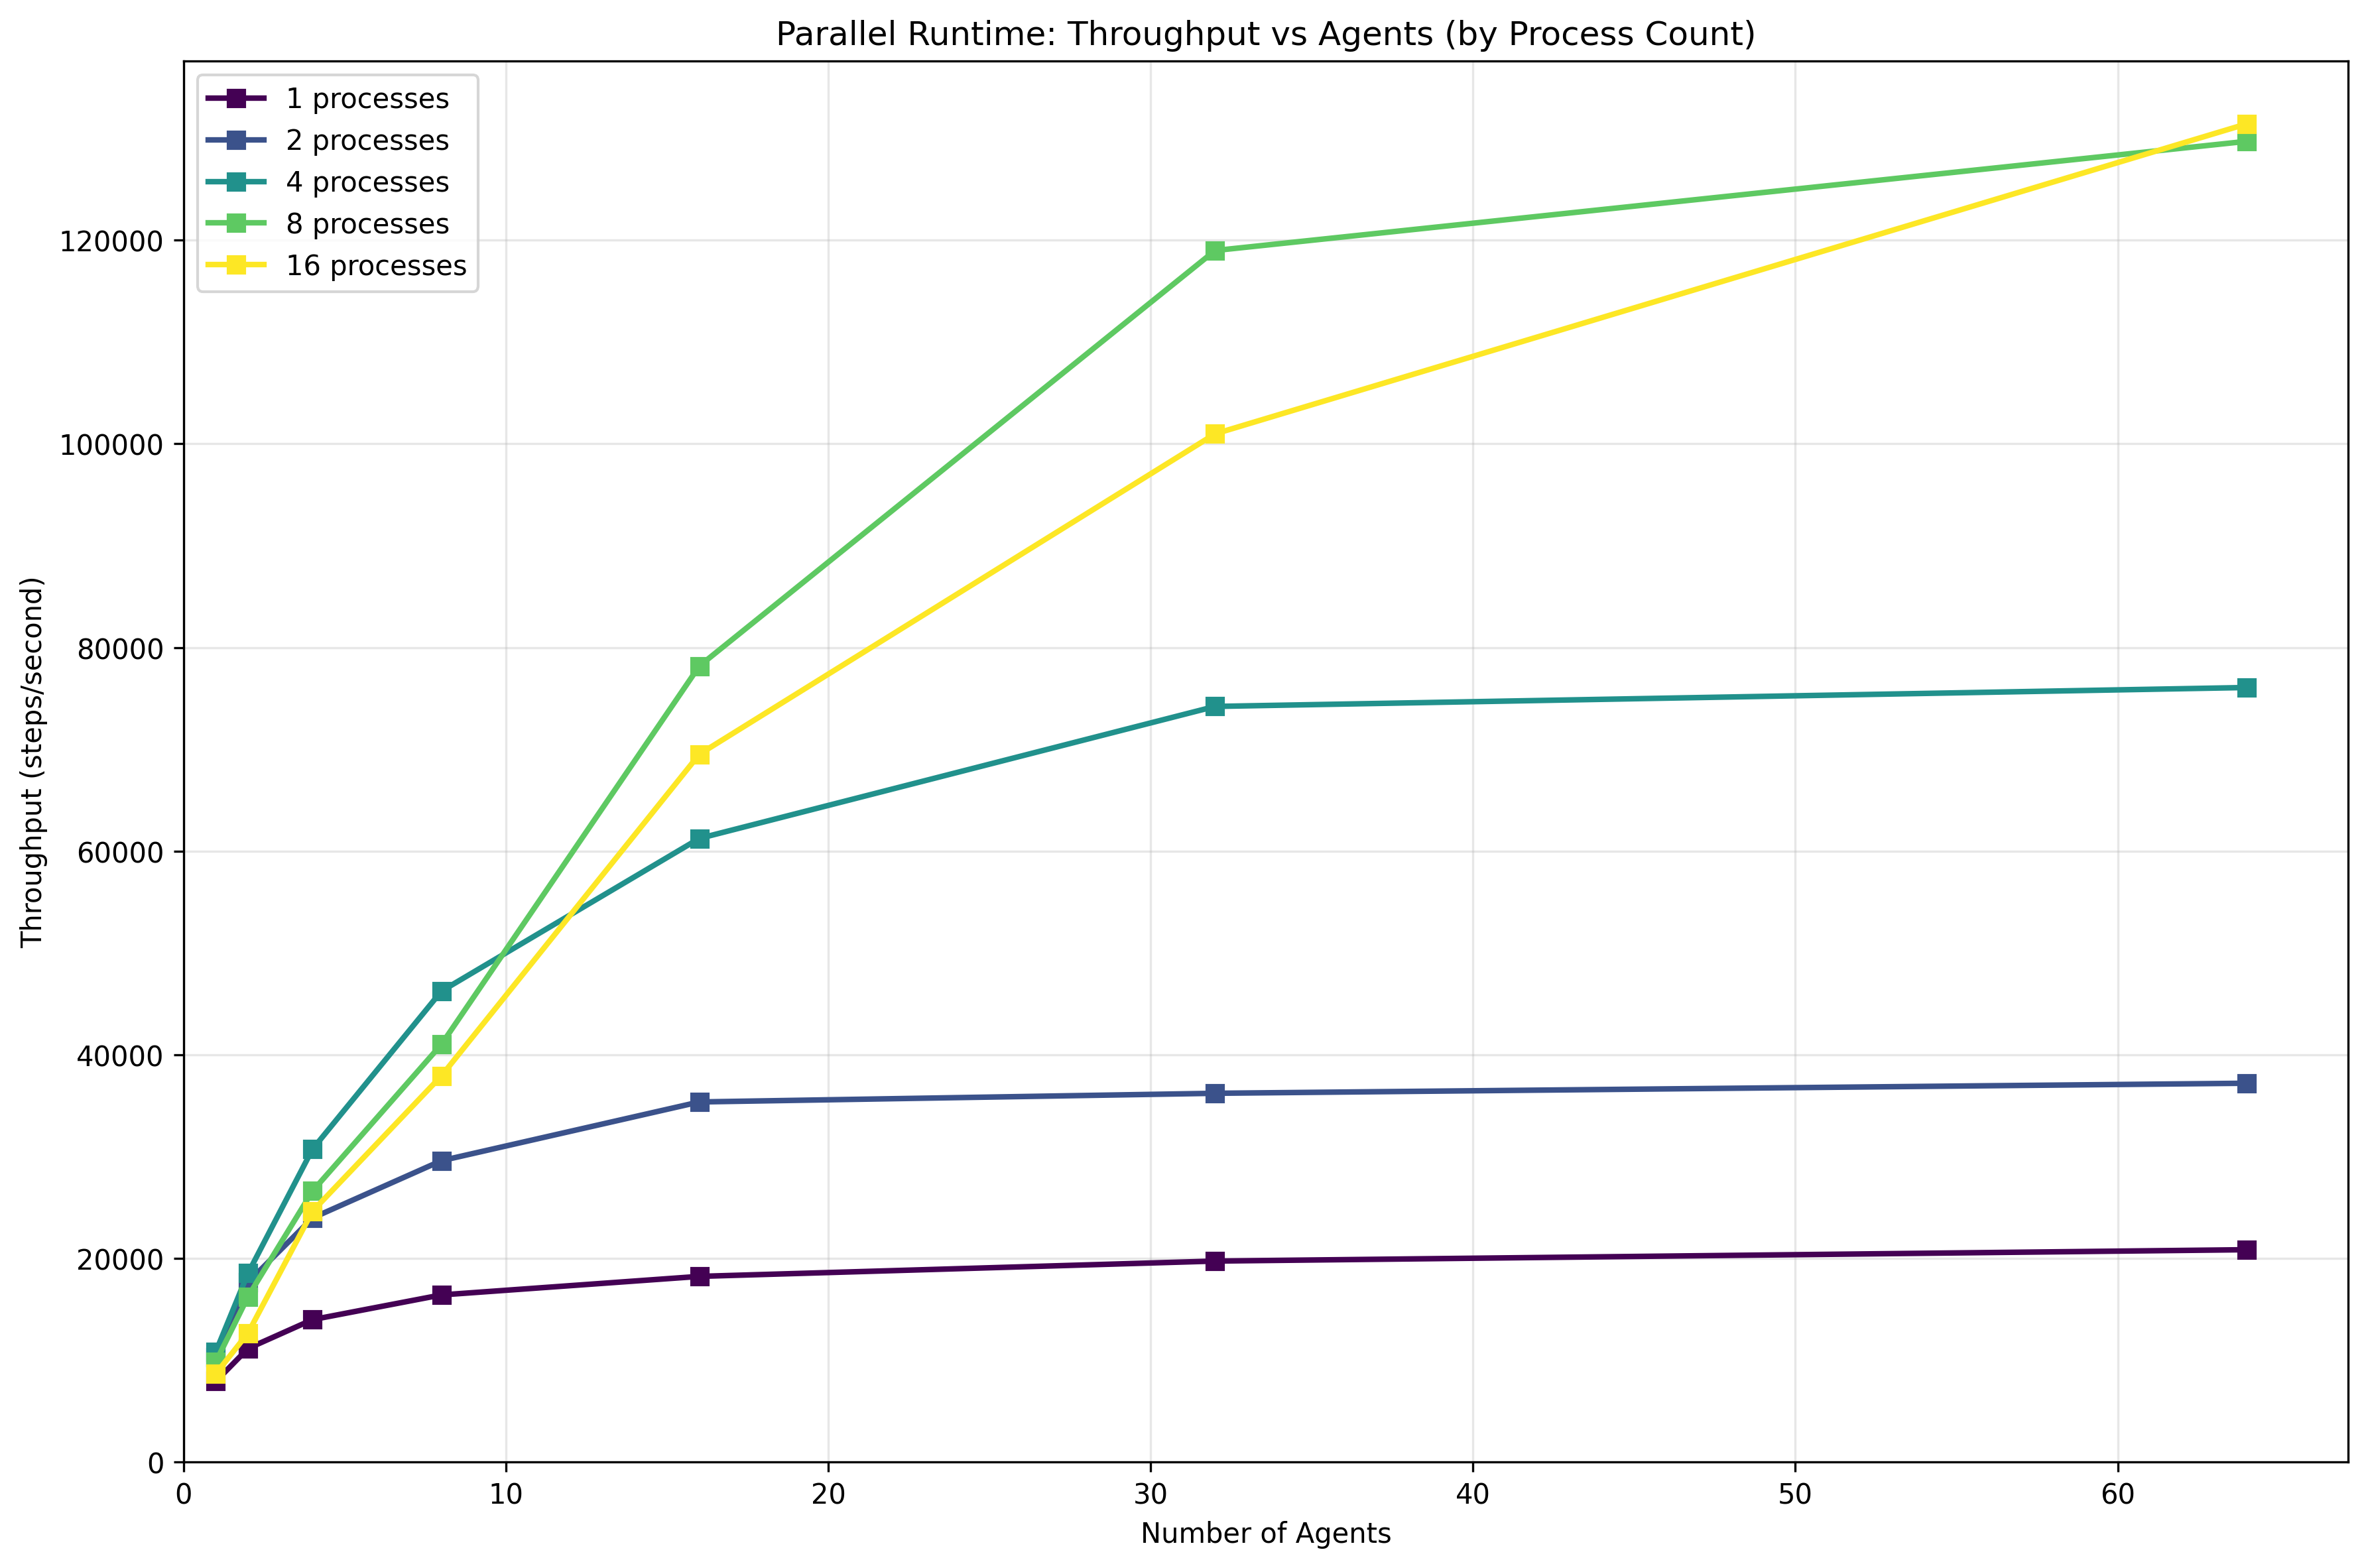 Parallel Runtime: Throughput vs Agents (by Process Count)
1 processes
2 processes
4 processes
8 processes
16 processes
Throughput (steps/second)
120000
100000
80000
60000
40000
20000
0
0 10 20 30 40 50 60
Number of Agents